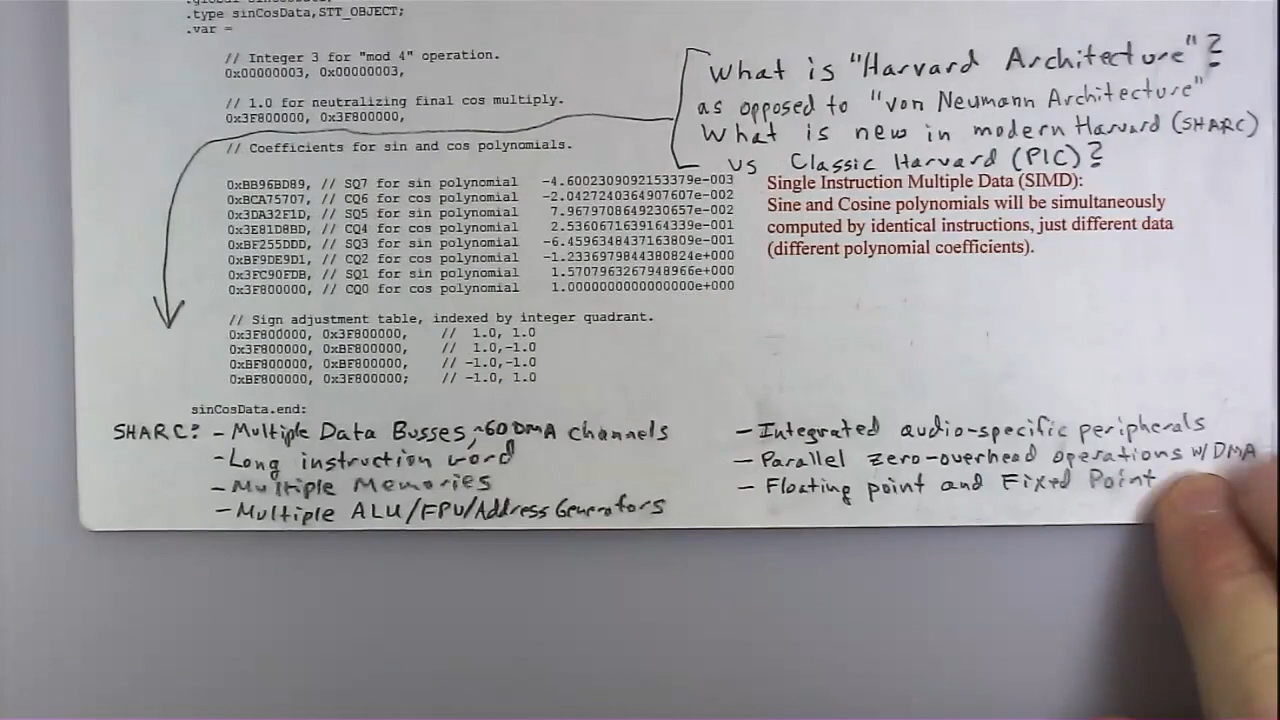 .type sinCosData,STT_OBJECT;
.var =
// Integer 3 for "mod 4" operation.
0x00000003, 0x00000003,
// 1.0 for neutralizing final cos multiply.
0x3F800000, 0x3F800000,
// Coefficients for sin and cos polynomials.
0xBB96BD89, // SQ7 for sin polynomial -4.6002309092153379e-003
0xBCA75707, // CQ6 for cos polynomial -2.0427240364907607e-002
0x3DA32F1D, // SQ5 for sin polynomial 7.9679708649230657e-002
0x3E81D8BD, // CQ4 for cos polynomial 2.5360671639164339e-001
0xBF255DDD, // SQ3 for sin polynomial -6.4596348437163809e-001
0xBF9DE9D1, // CQ2 for cos polynomial -1.2336979844380824e+000
0x3FC90FDB, // SQ1 for sin polynomial 1.5707963267948966e+000
0x3F800000, // CQ0 for cos polynomial 1.0000000000000000e+000
// Sign adjustment table, indexed by integer quadrant.
0x3F800000, 0x3F800000, // 1.0, 1.0
0x3F800000, 0xBF800000, // 1.0,-1.0
0xBF800000, 0xBF800000, // -1.0,-1.0
0xBF800000, 0x3F800000; // -1.0, 1.0
sinCosData.end:
What is "Harvard Architecture"?
as opposed to "von Neumann Architecture"
What is new in modern Harvard (SHARC)
vs Classic Harvard (PIC)?
Single Instruction Multiple Data (SIMD):
Sine and Cosine polynomials will be simultaneously
computed by identical instructions, just different data
(different polynomial coefficients).
SHARC: - Multiple Data Busses, ~60 DMA channels
- Long instruction word
- Multiple Memories
- Multiple ALU/FPU/Address Generators
- Integrated audio-specific peripherals
- Parallel zero-overhead operations w/ DMA
- Floating point and Fixed Point